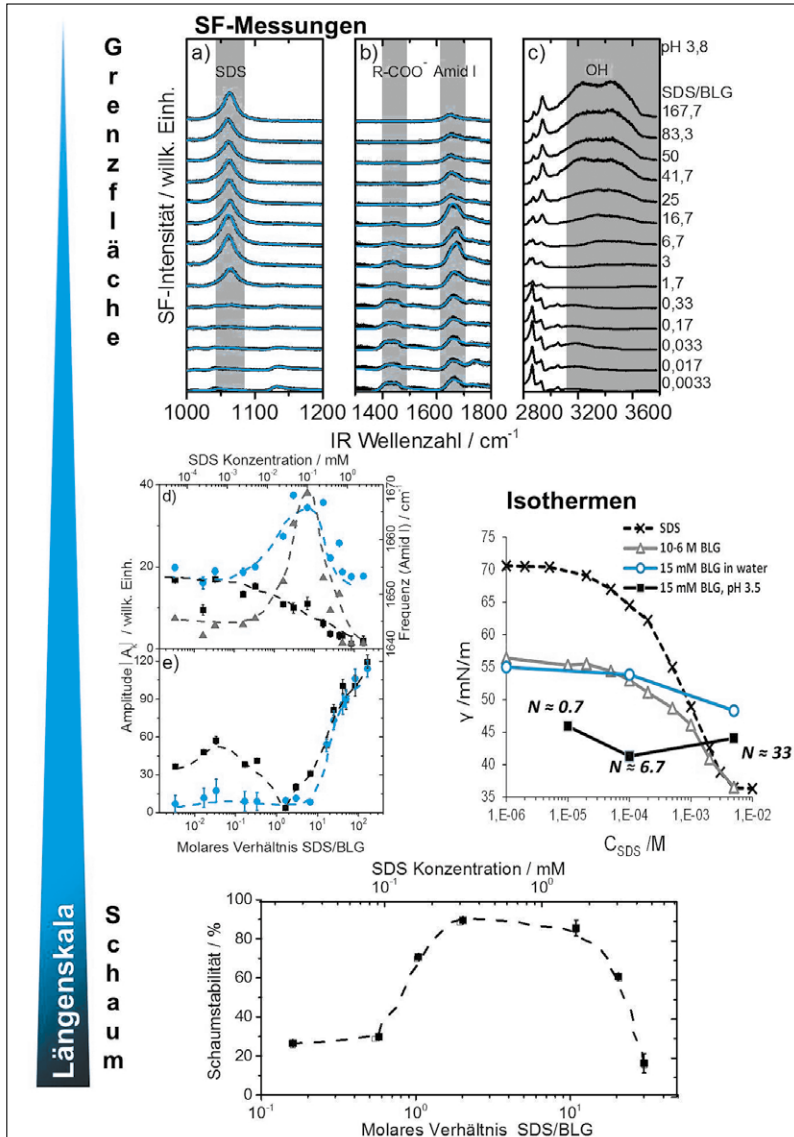 SF-Messungen
a)
SDS
b)
R-COO⁻ Amid I
c)
OH
pH 3,8
SDS/BLG
167,7
83,3
50
41,7
25
16,7
6,7
3
1,7
0,33
0,17
0,033
0,017
0,0033
SF-Intensität / willk. Einh.
1000 1100 1200
1400 1600 1800
2800 3200 3600
IR Wellenzahl / cm⁻¹
Grenzfläche
SDS Konzentration / mM
10⁻⁴ 10⁻³ 10⁻² 10⁻¹ 10⁰
d)
40
20
0
1670
1660
1650
1640
Frequenz (Amid I) / cm⁻¹
Amplitude |Aₖ| / willk. Einh.
e)
120
90
60
30
0
10⁻² 10⁻¹ 10⁰ 10¹ 10²
Molares Verhältnis SDS/BLG
Isothermen
SDS
10-6 M BLG
15 mM BLG in water
15 mM BLG, pH 3.5
γ /mN/m
75
70
65
60
55
50
45
40
35
N ≈ 0.7
N ≈ 6.7
N ≈ 33
1,E-06 1,E-05 1,E-04 1,E-03 1,E-02
C_SDS /M
Längenskala
Schaum
SDS Konzentration / mM
10⁻¹ 10⁰
Schaumstabilität / %
100
80
60
40
20
0
10⁻¹ 10⁰ 10¹
Molares Verhältnis SDS/BLG